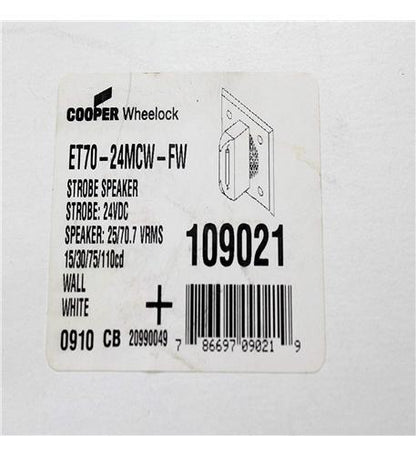 COOPER Wheelock
ET70-24MCW-FW
STROBE SPEAKER
STROBE: 24VDC
SPEAKER: 25/70.7 VRMS
15/30/75/110cd
WALL
WHITE
109021
+
0910 CB 20990049
7 86697 09021 9